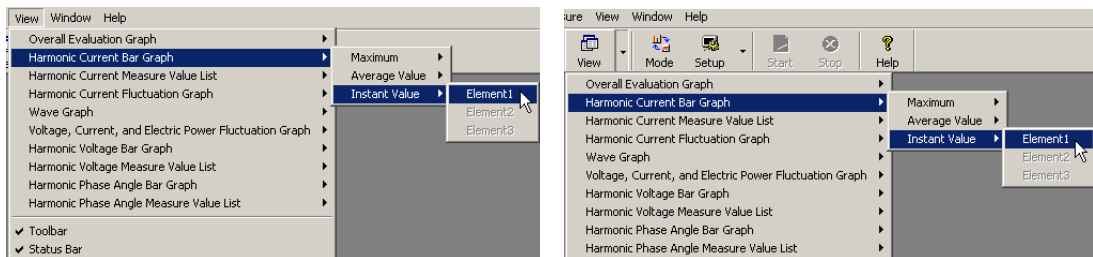 View Window Help
Overall Evaluation Graph
Harmonic Current Bar Graph
Harmonic Current Measure Value List
Harmonic Current Fluctuation Graph
Wave Graph
Voltage, Current, and Electric Power Fluctuation Graph
Harmonic Voltage Bar Graph
Harmonic Voltage Measure Value List
Harmonic Phase Angle Bar Graph
Harmonic Phase Angle Measure Value List
Toolbar
Status Bar
Maximum
Average Value
Instant Value
Element1
Element2
Element3
sure View Window Help
View Mode Setup Start Stop Help
Overall Evaluation Graph
Harmonic Current Bar Graph
Harmonic Current Measure Value List
Harmonic Current Fluctuation Graph
Wave Graph
Voltage, Current, and Electric Power Fluctuation Graph
Harmonic Voltage Bar Graph
Harmonic Voltage Measure Value List
Harmonic Phase Angle Bar Graph
Harmonic Phase Angle Measure Value List
Maximum
Average Value
Instant Value
Element1
Element2
Element3